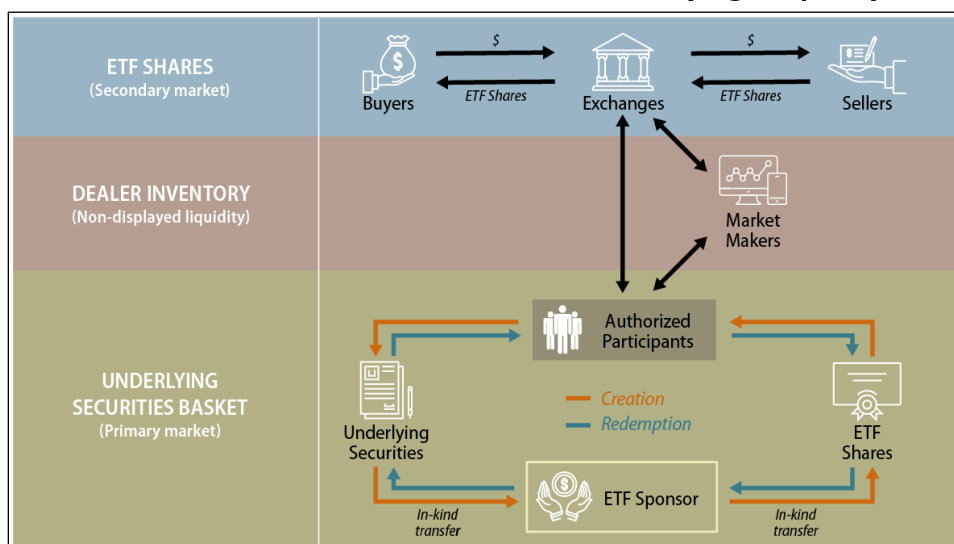 ETF SHARES
(Secondary market)
$
$
$
Buyers
ETF Shares
Exchanges
ETF Shares
$
Sellers
DEALER INVENTORY
(Non-displayed liquidity)
Market
Makers
Authorized
Participants
UNDERLYING
SECURITIES BASKET
(Primary market)
U
Creation
Redemption
Underlying
Securities
ETF
Shares
$
ETF Sponsor
In-kind
transfer
In-kind
transfer